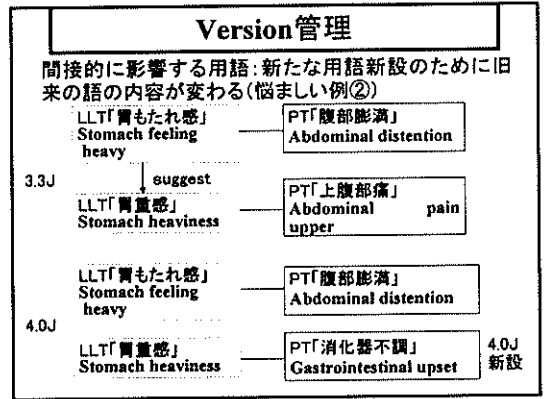 Version管理
間接的に影響する用語:新たな用語新設のために旧
来の語の内容が変わる(悩ましい例②)
LLT「胃もたれ感」
Stomach feeling
heavy
PT「腹部膨満」
Abdominal distention
3.3J
suggest
LLT「胃重感」
Stomach heaviness
PT「上腹部痛」
Abdominal pain
upper
LLT「胃もたれ感」
Stomach feeling
heavy
PT「腹部膨満」
Abdominal distention
4.0J
LLT「胃重感」
Stomach heaviness
PT「消化器不調」
Gastrointestinal upset
4.0J
新設